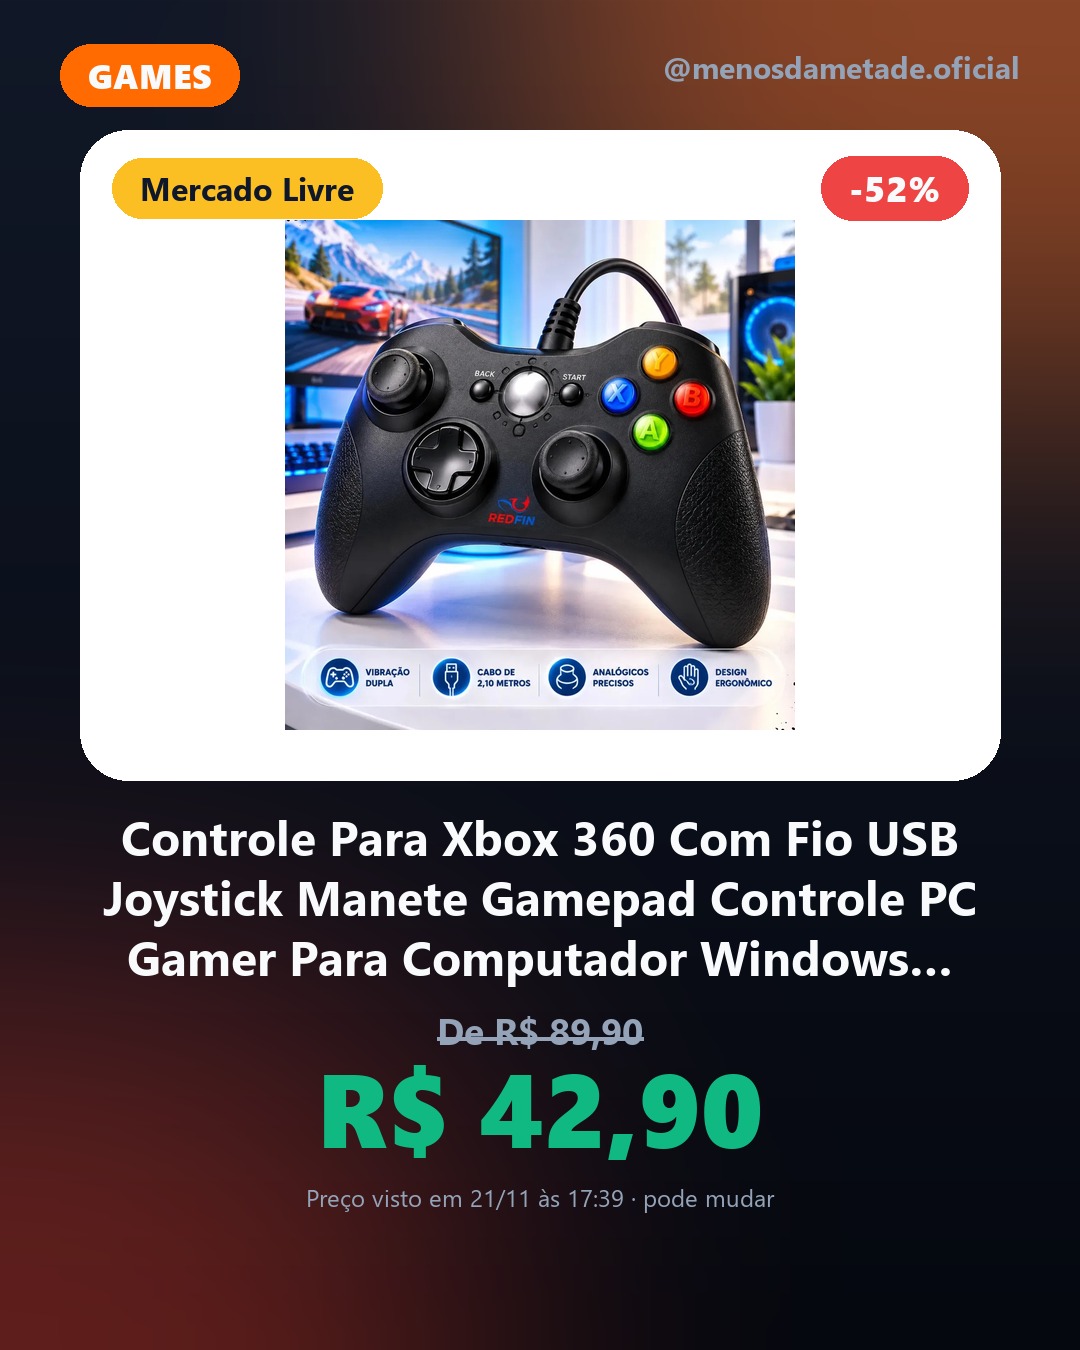 GAMES
@menosdametade.oficial
Mercado Livre
-52%
BACK
START
Y
X
B
A
REDFIN
VIBRAÇÃO
DUPLA
CABO DE
2,10 METROS
ANALÓGICOS
PRECISOS
DESIGN
ERGONÔMICO
Controle Para Xbox 360 Com Fio USB
Joystick Manete Gamepad Controle PC
Gamer Para Computador Windows...
De R$ 89,90
R$ 42,90
Preço visto em 21/11 às 17:39 · pode mudar